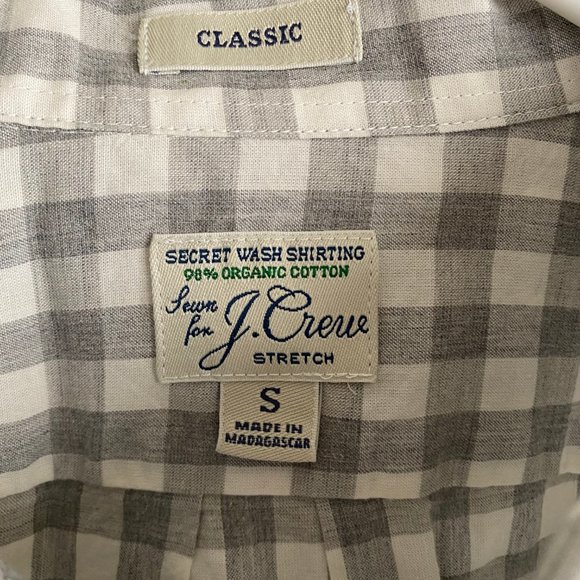 CLASSIC
SECRET WASH SHIRTING
98% ORGANIC COTTON
Sewn
for J.Crew
STRETCH
S
MADE IN
MADAGASCAR